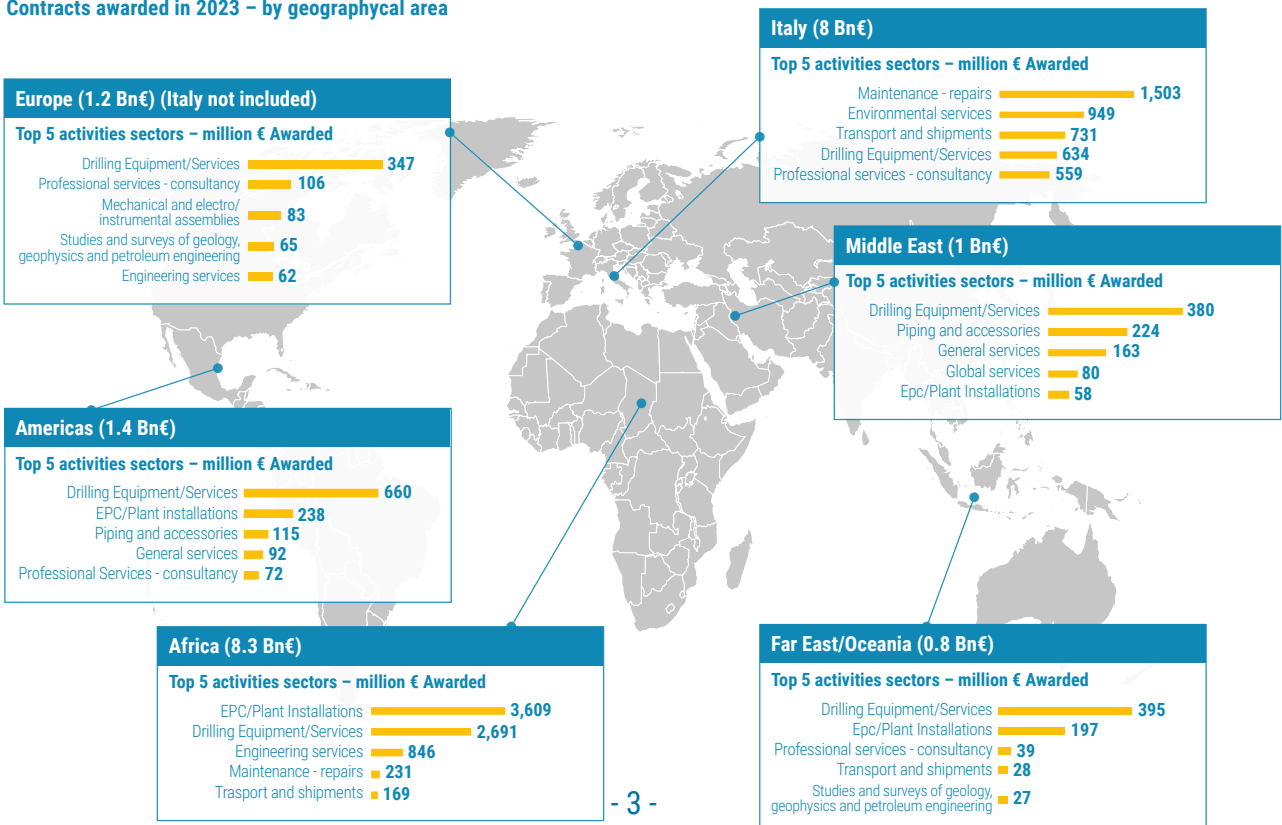 Contracts awarded in 2023 – by geographycal area
Italy (8 Bn€)
Top 5 activities sectors – million € Awarded
Maintenance - repairs 1,503
Environmental services 949
Transport and shipments 731
Drilling Equipment/Services 634
Professional services - consultancy 559
Europe (1.2 Bn€) (Italy not included)
Top 5 activities sectors – million € Awarded
Drilling Equipment/Services 347
Professional services - consultancy 106
Mechanical and electro/
instrumental assemblies 83
Studies and surveys of geology,
geophysics and petroleum engineering 65
Engineering services 62
Middle East (1 Bn€)
Top 5 activities sectors – million € Awarded
Drilling Equipment/Services 380
Piping and accessories 224
General services 163
Global services 80
Epc/Plant Installations 58
Americas (1.4 Bn€)
Top 5 activities sectors – million € Awarded
Drilling Equipment/Services 660
EPC/Plant installations 238
Piping and accessories 115
General services 92
Professional Services - consultancy 72
Africa (8.3 Bn€)
Top 5 activities sectors – million € Awarded
EPC/Plant Installations 3,609
Drilling Equipment/Services 2,691
Engineering services 846
Maintenance - repairs 231
Trasport and shipments 169
Far East/Oceania (0.8 Bn€)
Top 5 activities sectors – million € Awarded
Drilling Equipment/Services 395
Epc/Plant Installations 197
Professional services - consultancy 39
Transport and shipments 28
Studies and surveys of geology,
geophysics and petroleum engineering 27
- 3 -